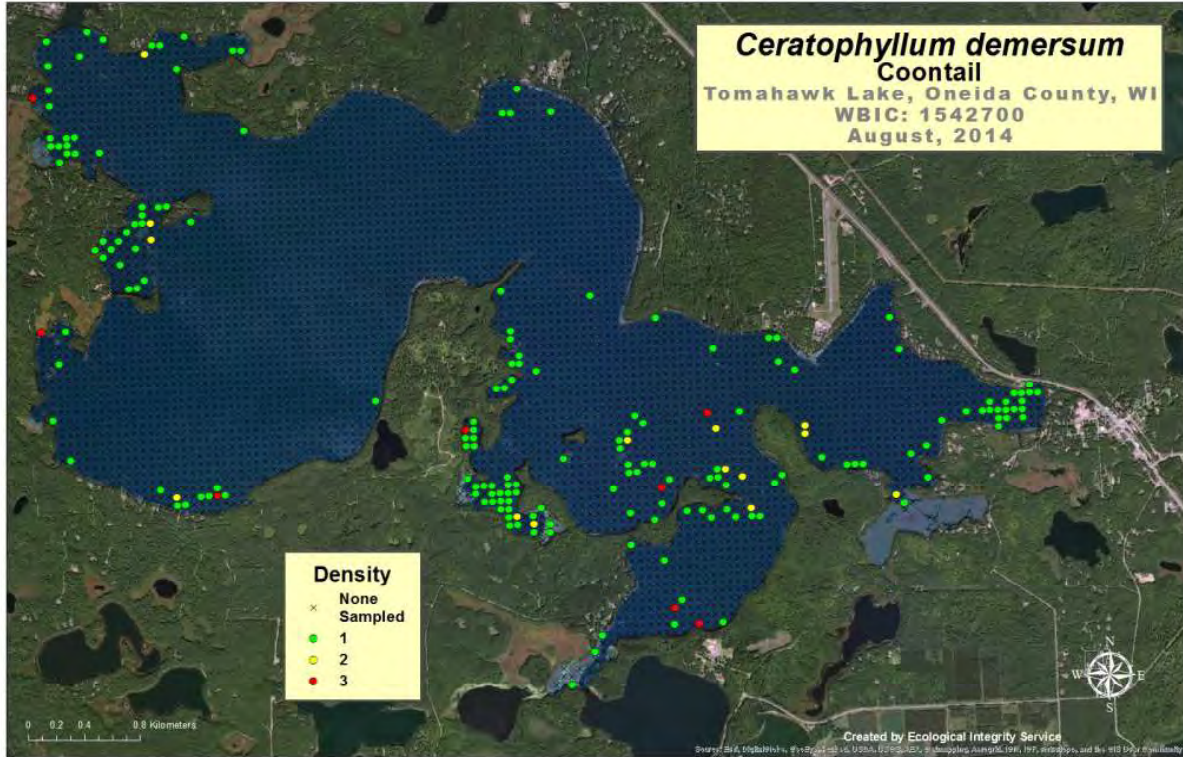 Ceratophyllum demersum
Coontail
Tomahawk Lake, Oneida County, WI
WBIC: 1542700
August, 2014
Density
None
Sampled
1
2
3
N
W
E
S
0 0.2 0.4 0.8 Kilometers
Created by Ecological Integrity Service